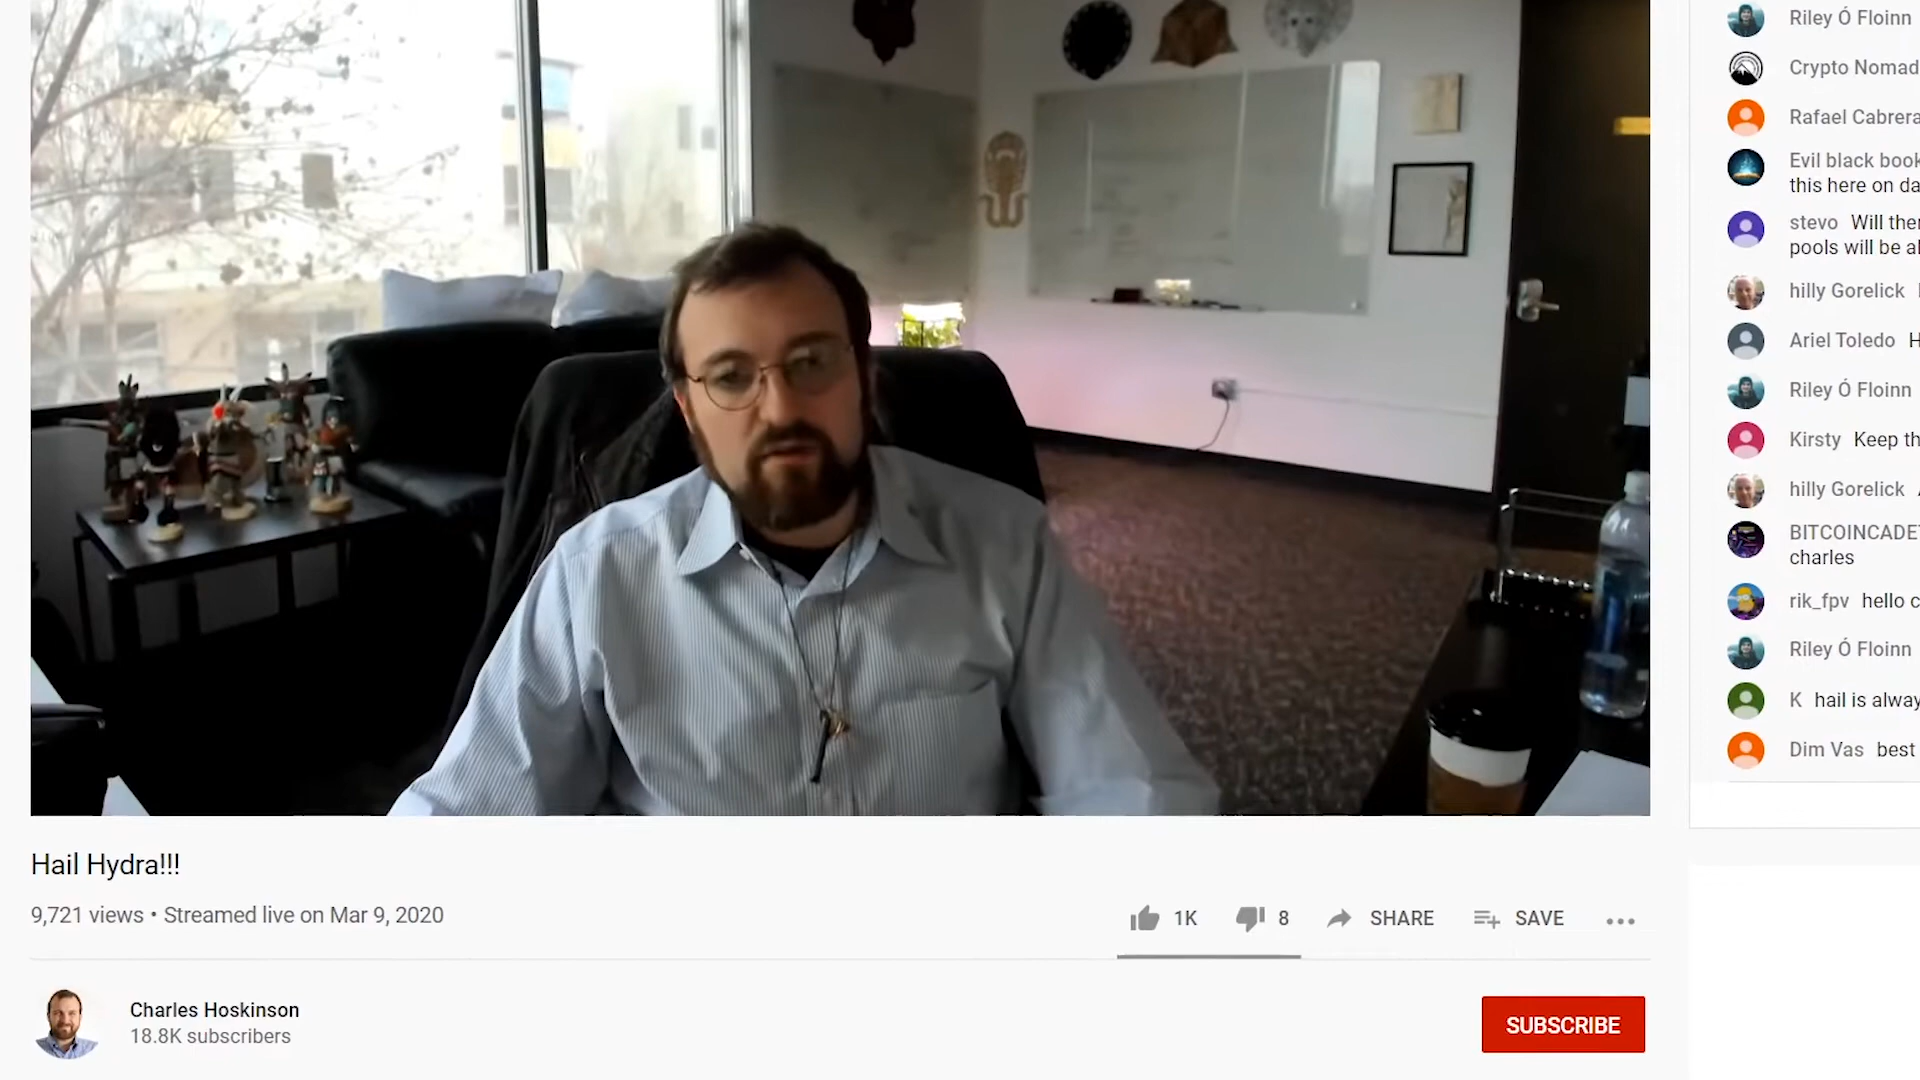 Hail Hydra!!!
9,721 views • Streamed live on Mar 9, 2020
1K
8
SHARE
SAVE
Charles Hoskinson
18.8K subscribers
SUBSCRIBE
Riley Ó Floinn
Crypto Nomad
Rafael Cabrera
Evil black book
this here on da
stevo Will ther
pools will be al
hilly Gorelick
Ariel Toledo H
Riley Ó Floinn
Kirsty Keep th
hilly Gorelick
BITCOINCADET
charles
rik_fpv hello c
Riley Ó Floinn
K hail is alway
Dim Vas best